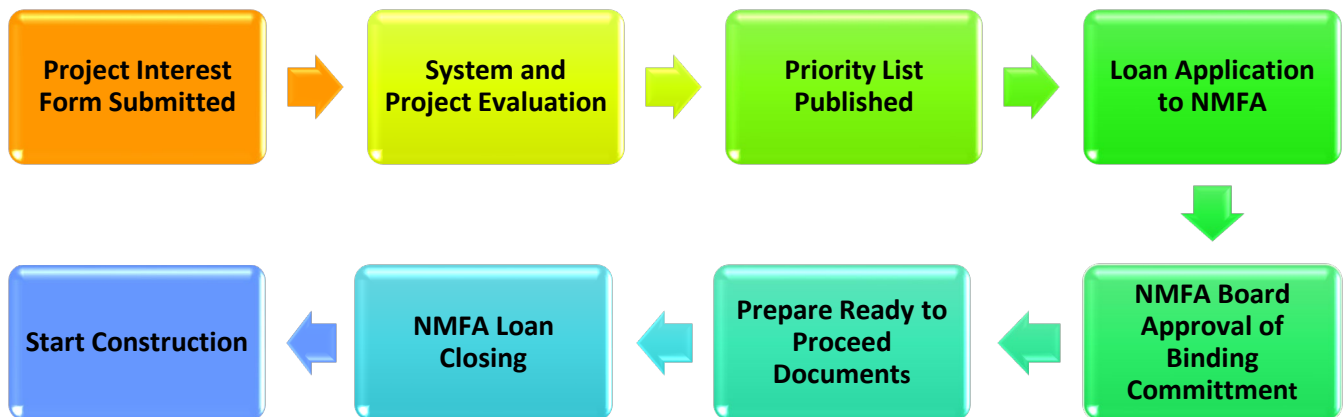 Project Interest
Form Submitted
System and
Project Evaluation
Priority List
Published
Loan Application
to NMFA
NMFA Board
Approval of
Binding
Committment
Prepare Ready to
Proceed
Documents
NMFA Loan
Closing
Start Construction